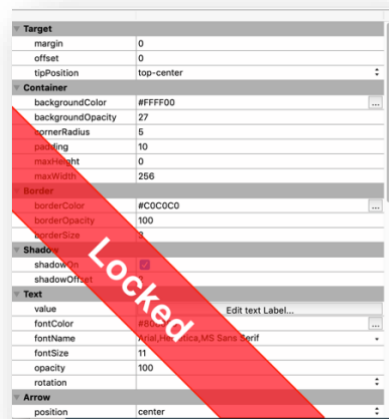 Target
margin 0
offset 0
tipPosition top-center
Container
backgroundColor #FFFF00 ...
backgroundOpacity 27
cornerRadius 5
padding 10
maxHeight 0
maxWidth 256
Border
borderColor #C0C0C0 ...
borderOpacity 100
borderSize
Shadow
shadowOn
shadowOffset
Locked
Text
value Edit text Label...
fontColor ...
fontName Arial,Helvetica,MS Sans Serif
fontSize 11
opacity 100
rotation
Arrow
position center